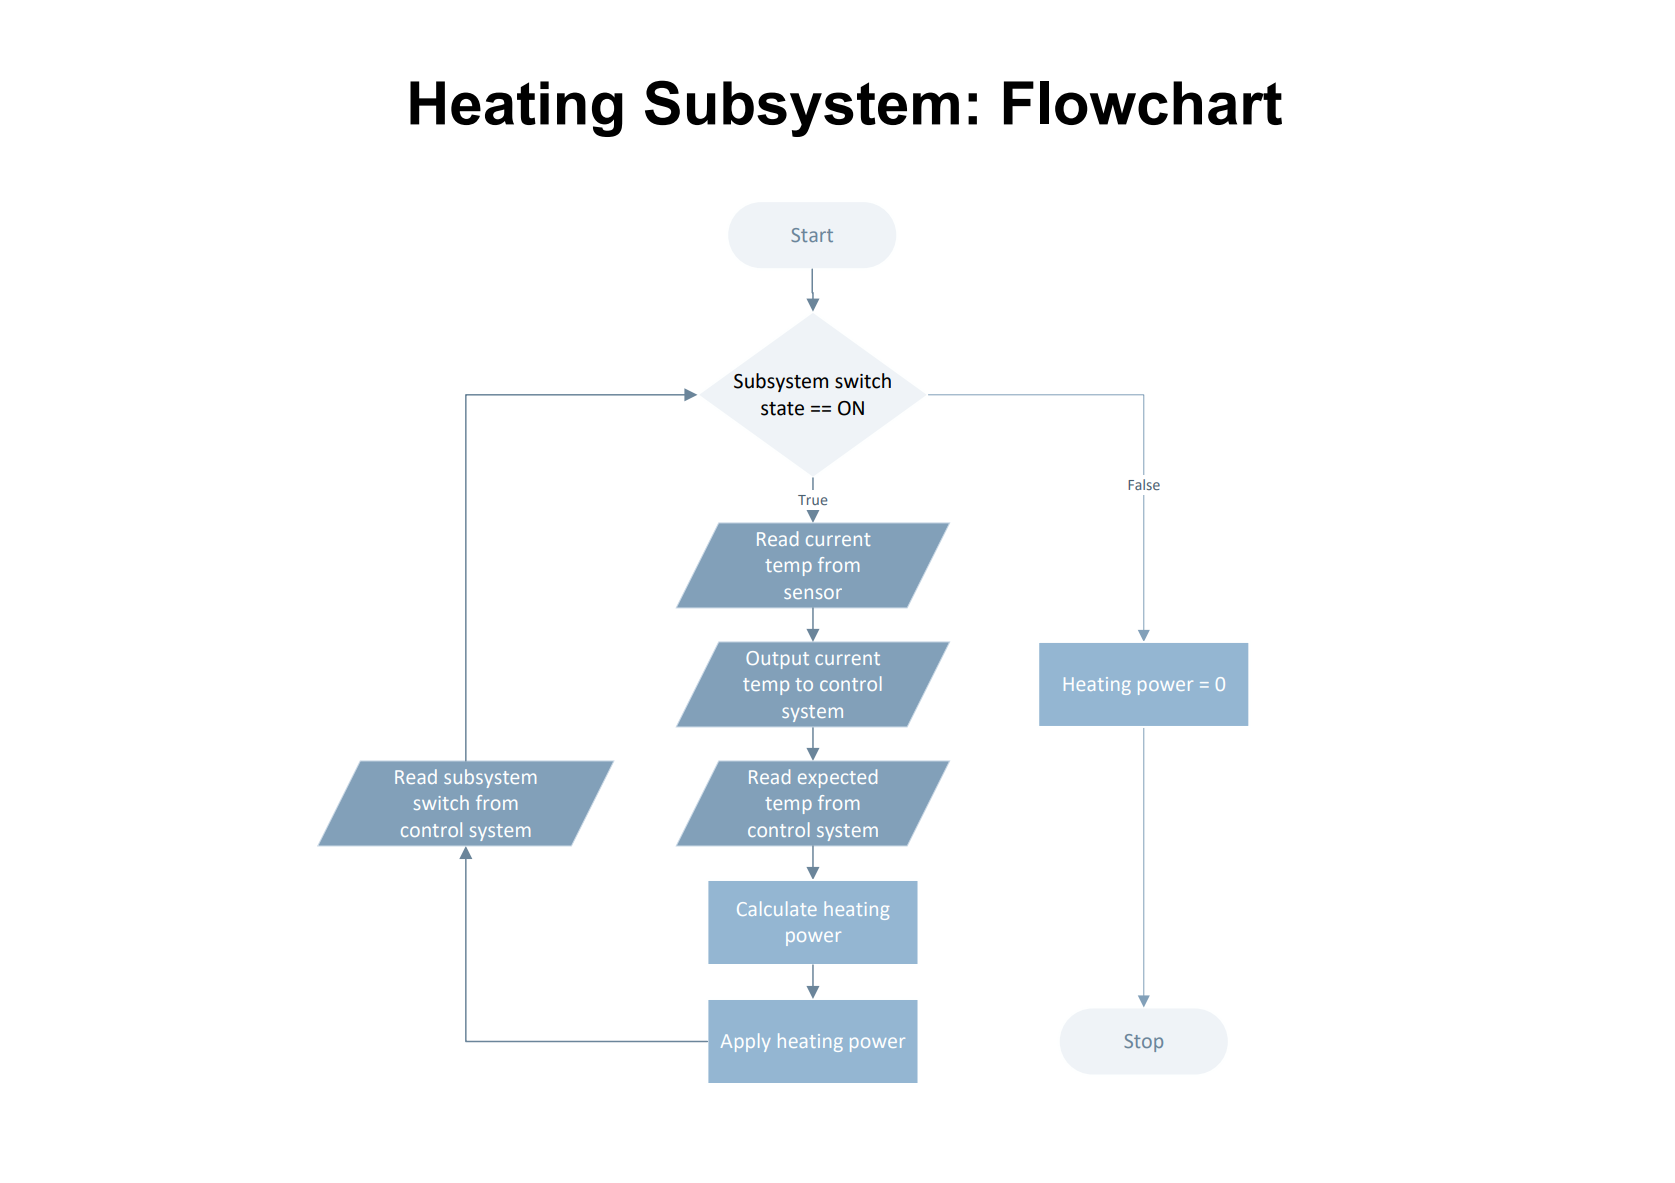 Heating Subsystem: Flowchart
Start
Subsystem switch
state == ON
True
False
Read current
temp from
sensor
Output current
temp to control
system
Heating power = 0
Read subsystem
switch from
control system
Read expected
temp from
control system
Calculate heating
power
Apply heating power
Stop